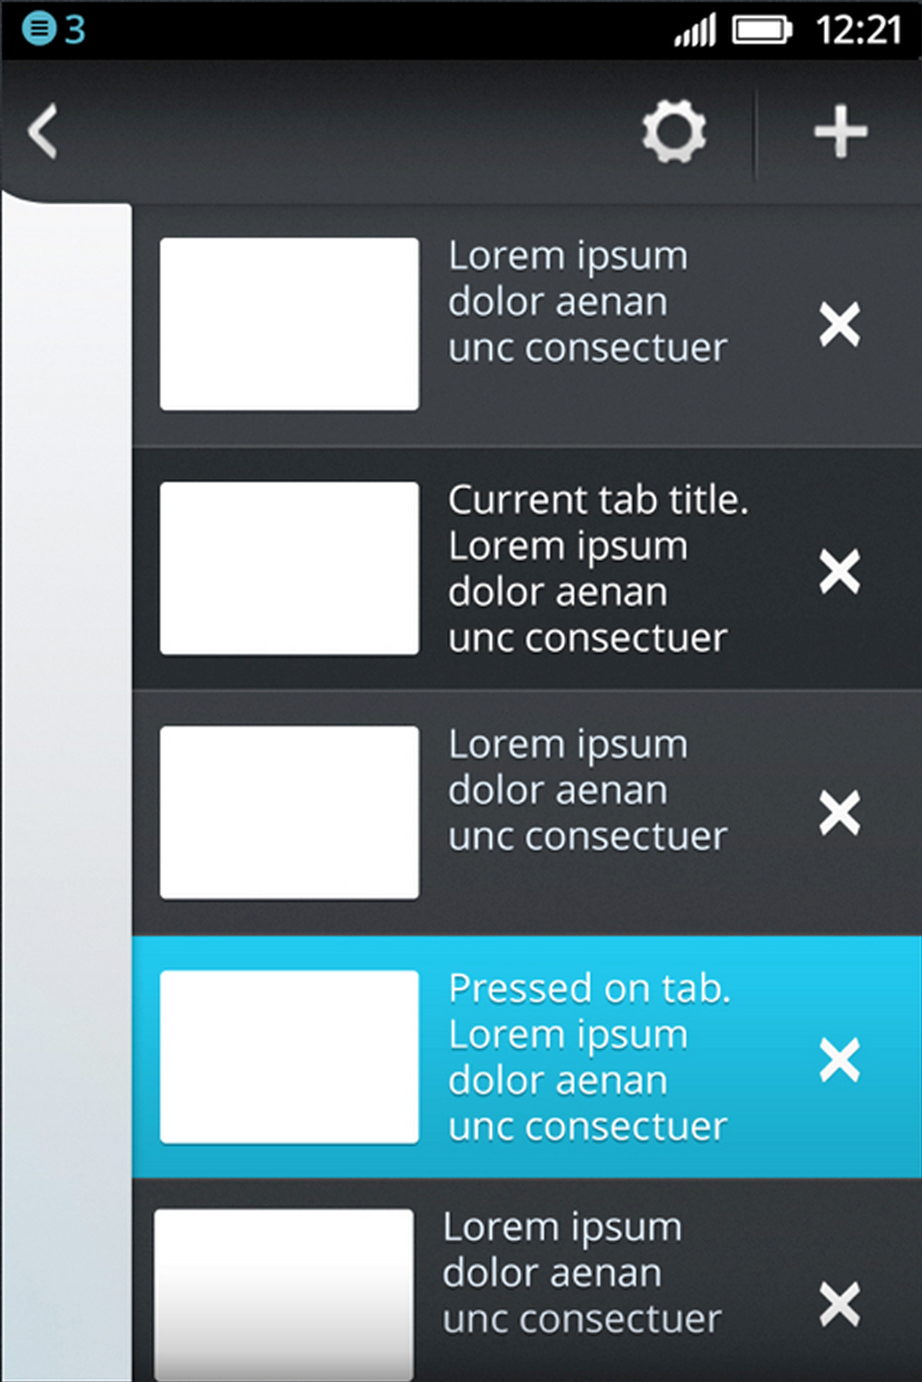 3
12:21
Lorem ipsum
dolor aenan
unc consectuer
Current tab title.
Lorem ipsum
dolor aenan
unc consectuer
Lorem ipsum
dolor aenan
unc consectuer
Pressed on tab.
Lorem ipsum
dolor aenan
unc consectuer
Lorem ipsum
dolor aenan
unc consectuer